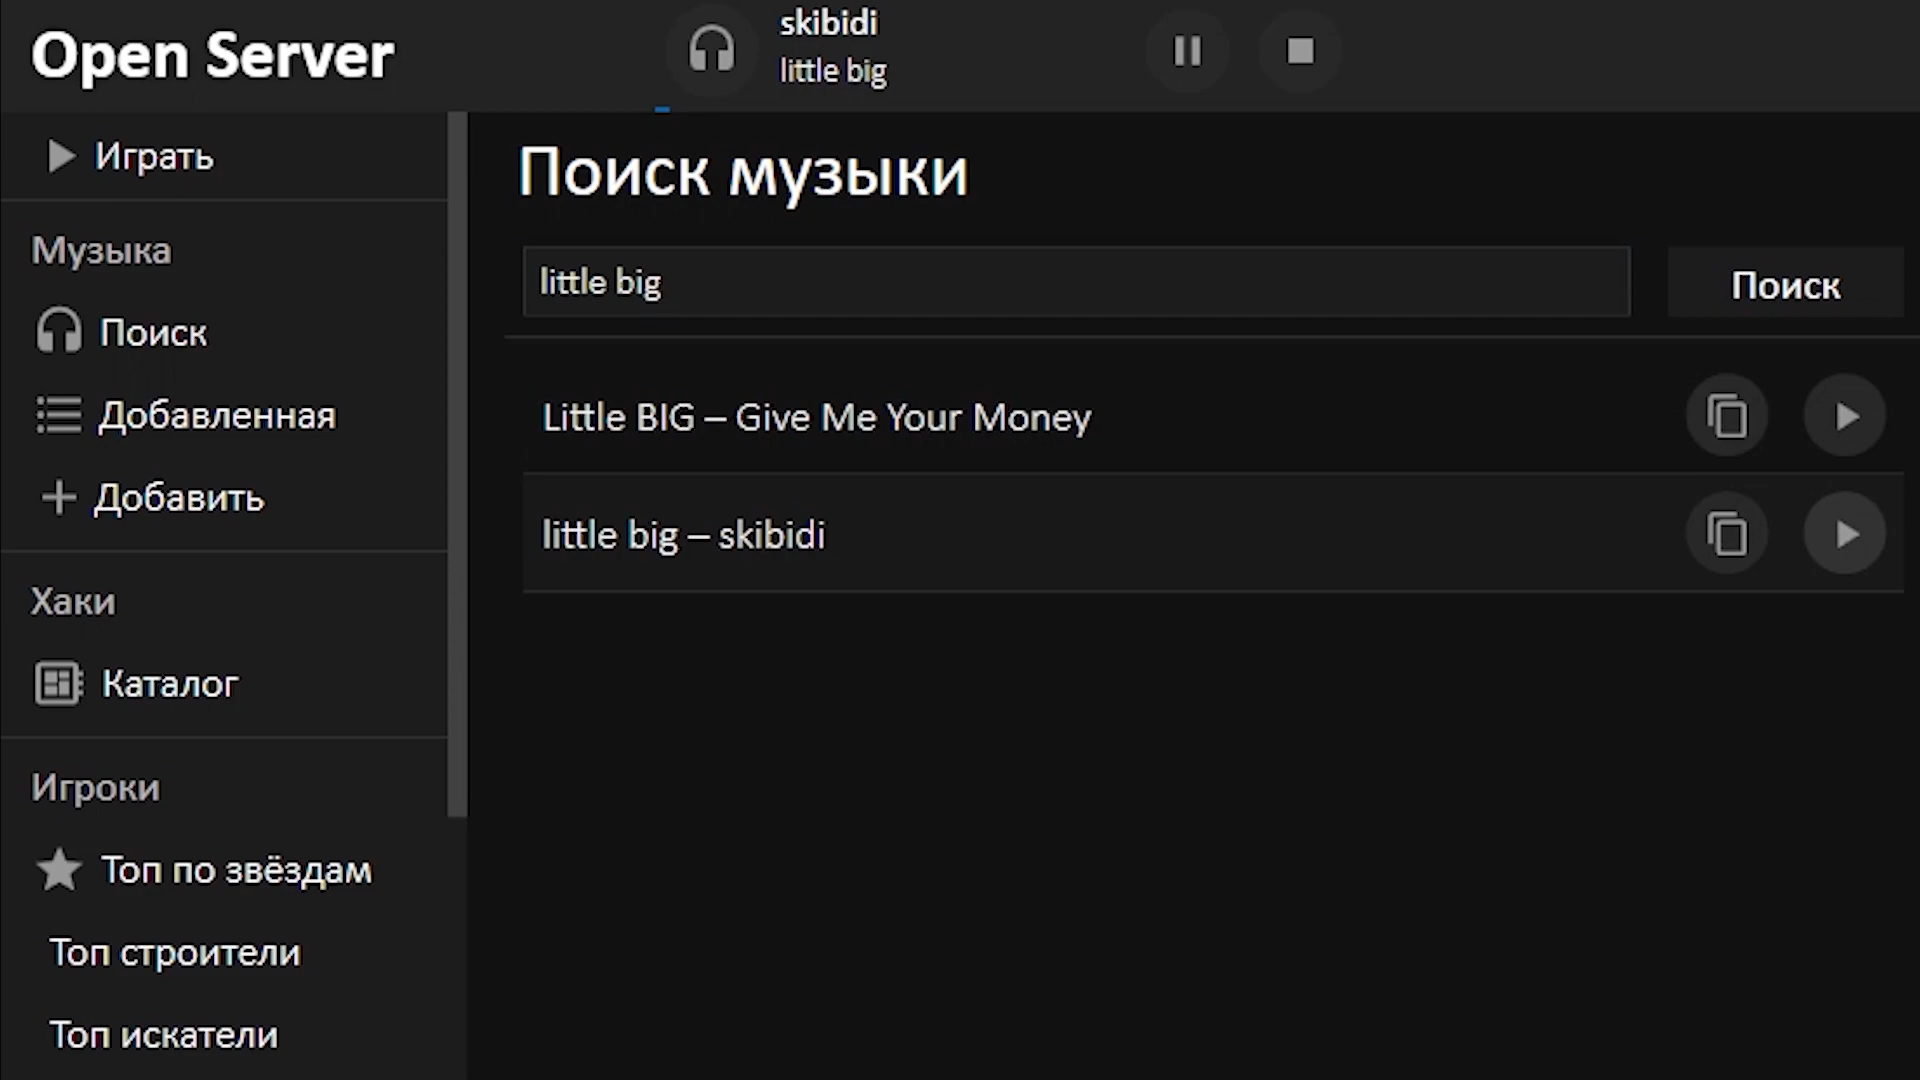 Open Server
skibidi
little big
Играть
Музыка
Поиск
Добавленная
Добавить
Хаки
Каталог
Игроки
Топ по звёздам
Топ строители
Топ искатели
Поиск музыки
little big
Поиск
Little BIG – Give Me Your Money
little big – skibidi